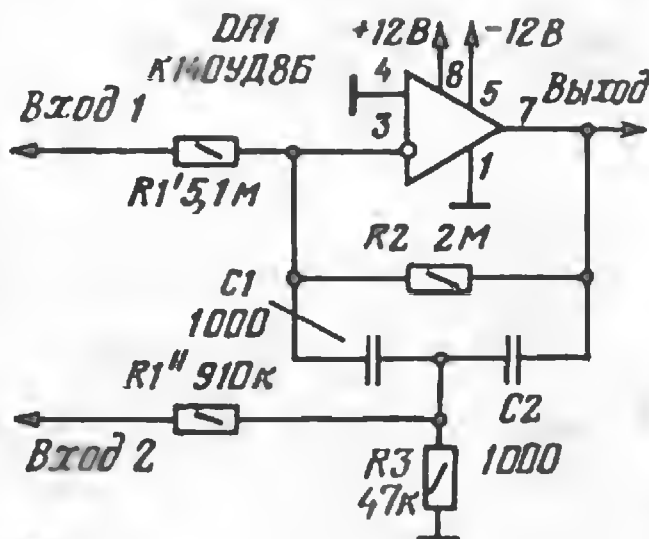 DA1
К140УД8Б
+12В
-12В
4
8
5
7
Выход
3
1
Вход 1
R1' 5,1м
R2 2М
C1
1000
R1" 910к
C2
1000
Вход 2
R3
47к